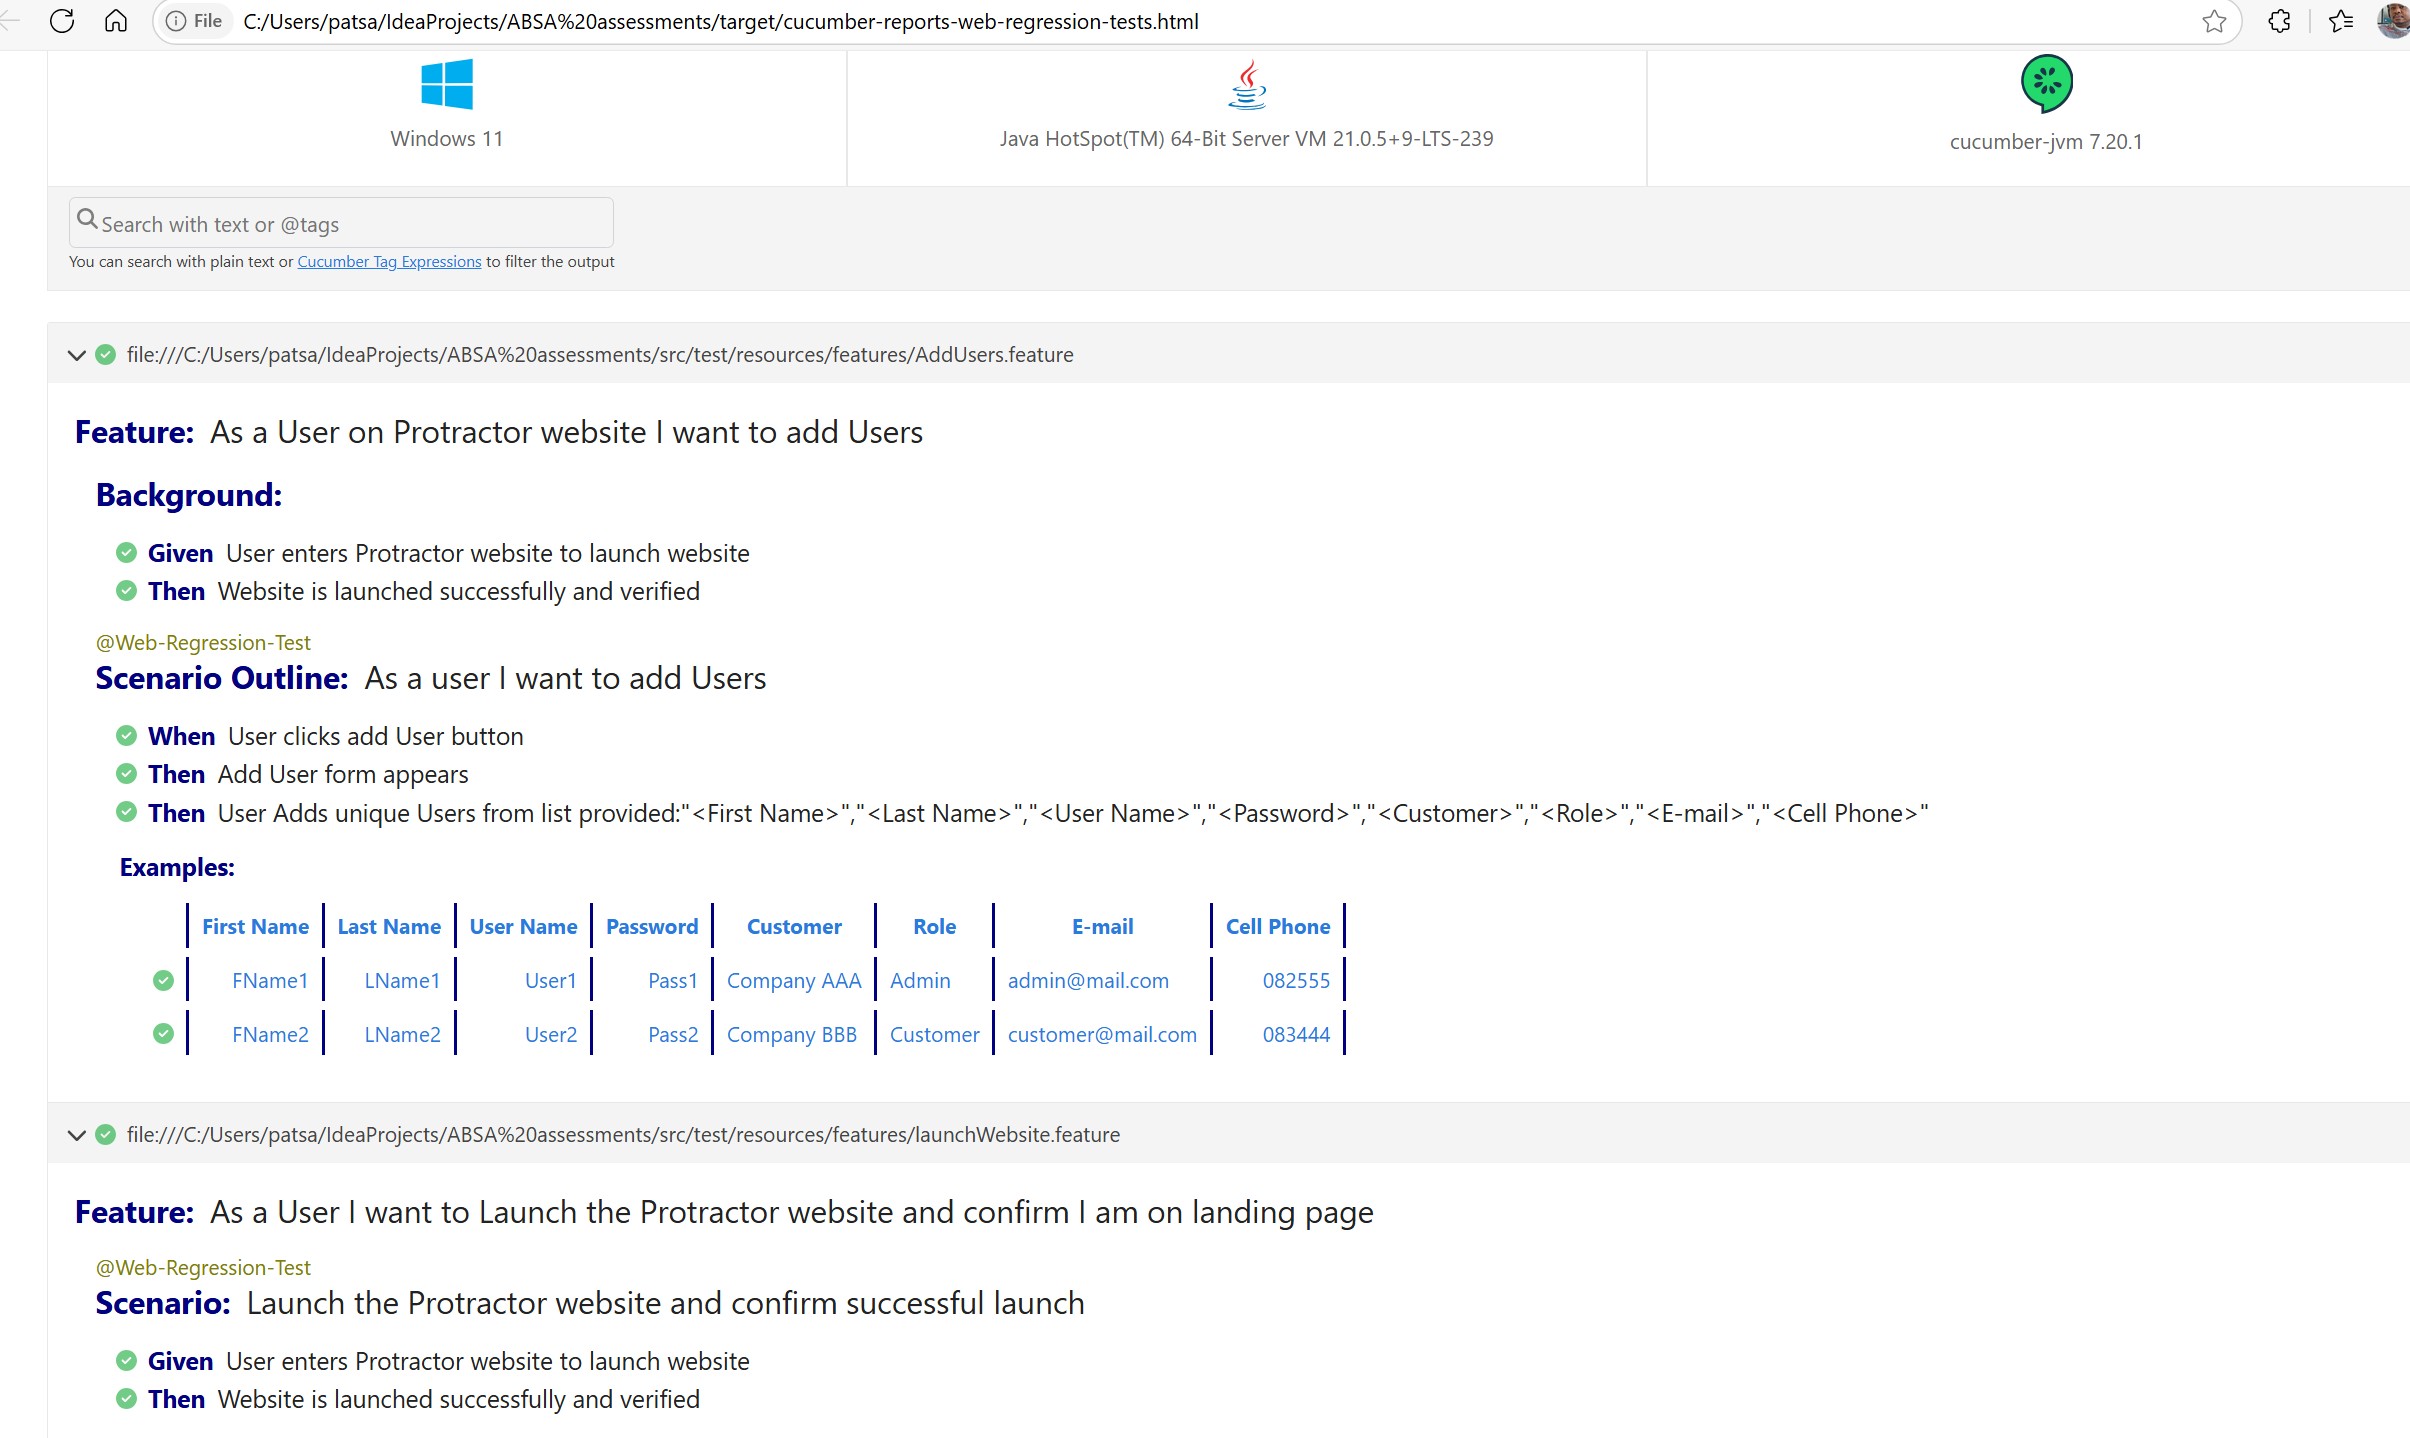 File C:/Users/patsa/IdeaProjects/ABSA%20assessments/target/cucumber-reports-web-regression-tests.html
Windows 11
Java HotSpot(TM) 64-Bit Server VM 21.0.5+9-LTS-239
cucumber-jvm 7.20.1
Search with text or @tags
You can search with plain text or Cucumber Tag Expressions to filter the output
file:///C:/Users/patsa/IdeaProjects/ABSA%20assessments/src/test/resources/features/AddUsers.feature
Feature: As a User on Protractor website I want to add Users
Background:
Given User enters Protractor website to launch website
Then Website is launched successfully and verified
@Web-Regression-Test
Scenario Outline: As a user I want to add Users
When User clicks add User button
Then Add User form appears
Then User Adds unique Users from list provided:"<First Name>","<Last Name>","<User Name>","<Password>","<Customer>","<Role>","<E-mail>","<Cell Phone>"
Examples:
First Name Last Name User Name Password Customer Role E-mail Cell Phone
FName1 LName1 User1 Pass1 Company AAA Admin admin@mail.com 082555
FName2 LName2 User2 Pass2 Company BBB Customer customer@mail.com 083444
file:///C:/Users/patsa/IdeaProjects/ABSA%20assessments/src/test/resources/features/launchWebsite.feature
Feature: As a User I want to Launch the Protractor website and confirm I am on landing page
@Web-Regression-Test
Scenario: Launch the Protractor website and confirm successful launch
Given User enters Protractor website to launch website
Then Website is launched successfully and verified